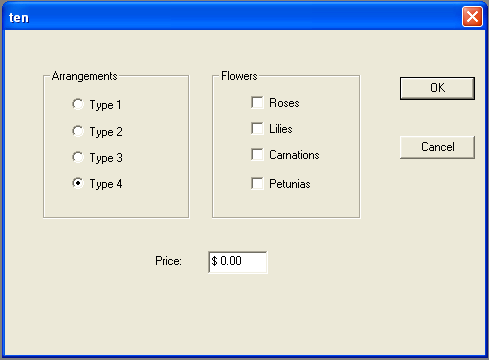 ten
Arrangements
Type 1
Type 2
Type 3
Type 4
Flowers
Roses
Lilies
Carnations
Petunias
OK
Cancel
Price: $ 0.00